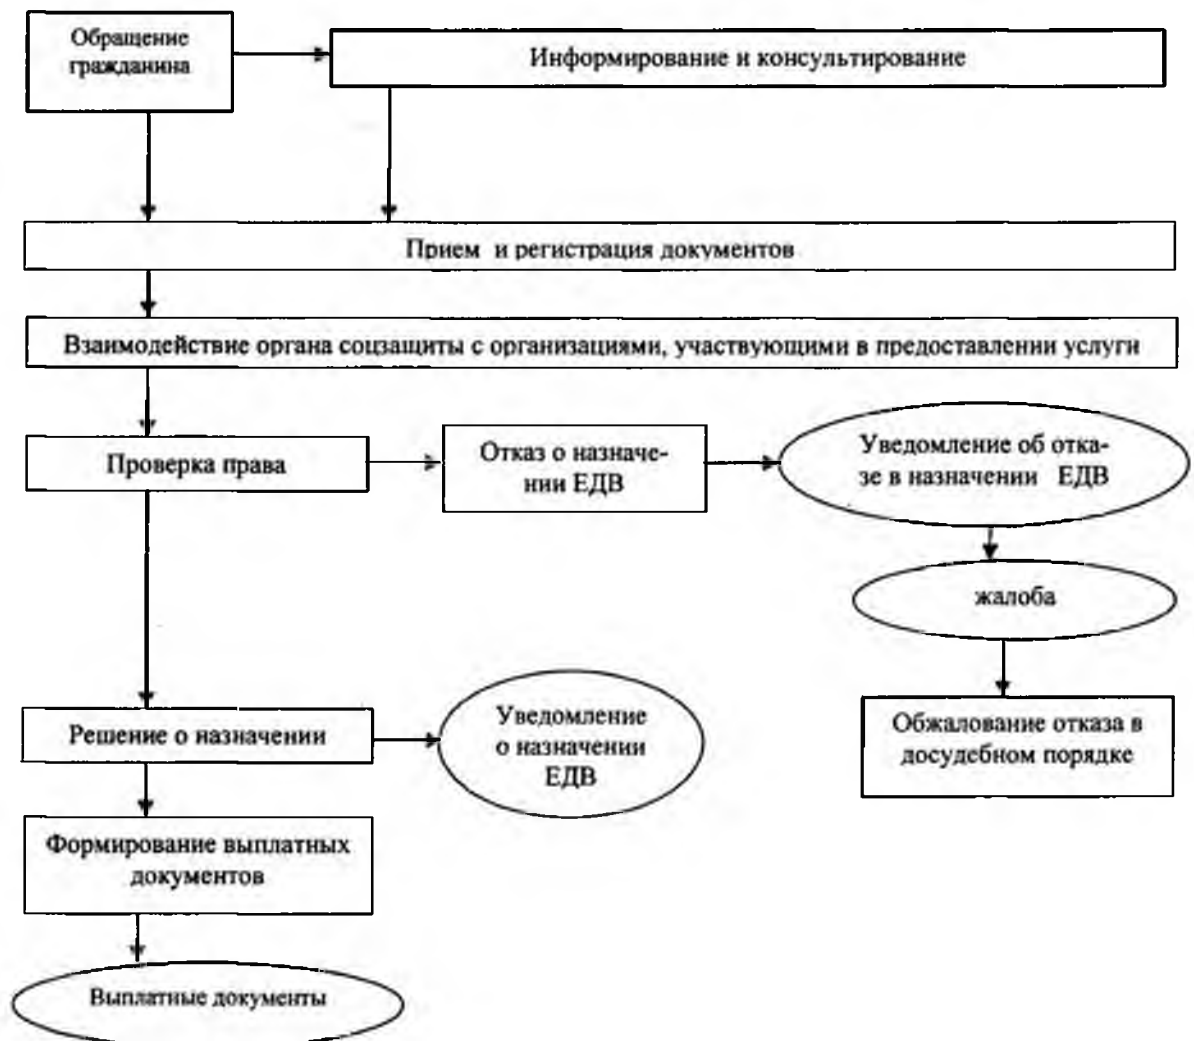 Обращение
гражданина
Информирование и консультирование
Прием и регистрация документов
Взаимодействие органа соцзащиты с организациями, участвующими в предоставлении услуги
Проверка права
Отказ о назначе-
нии ЕДВ
Уведомление об отка-
зе в назначении ЕДВ
жалоба
Обжалование отказа в
досудебном порядке
Решение о назначении
Уведомление
о назначении
ЕДВ
Формирование выплатных
документов
Выплатные документы